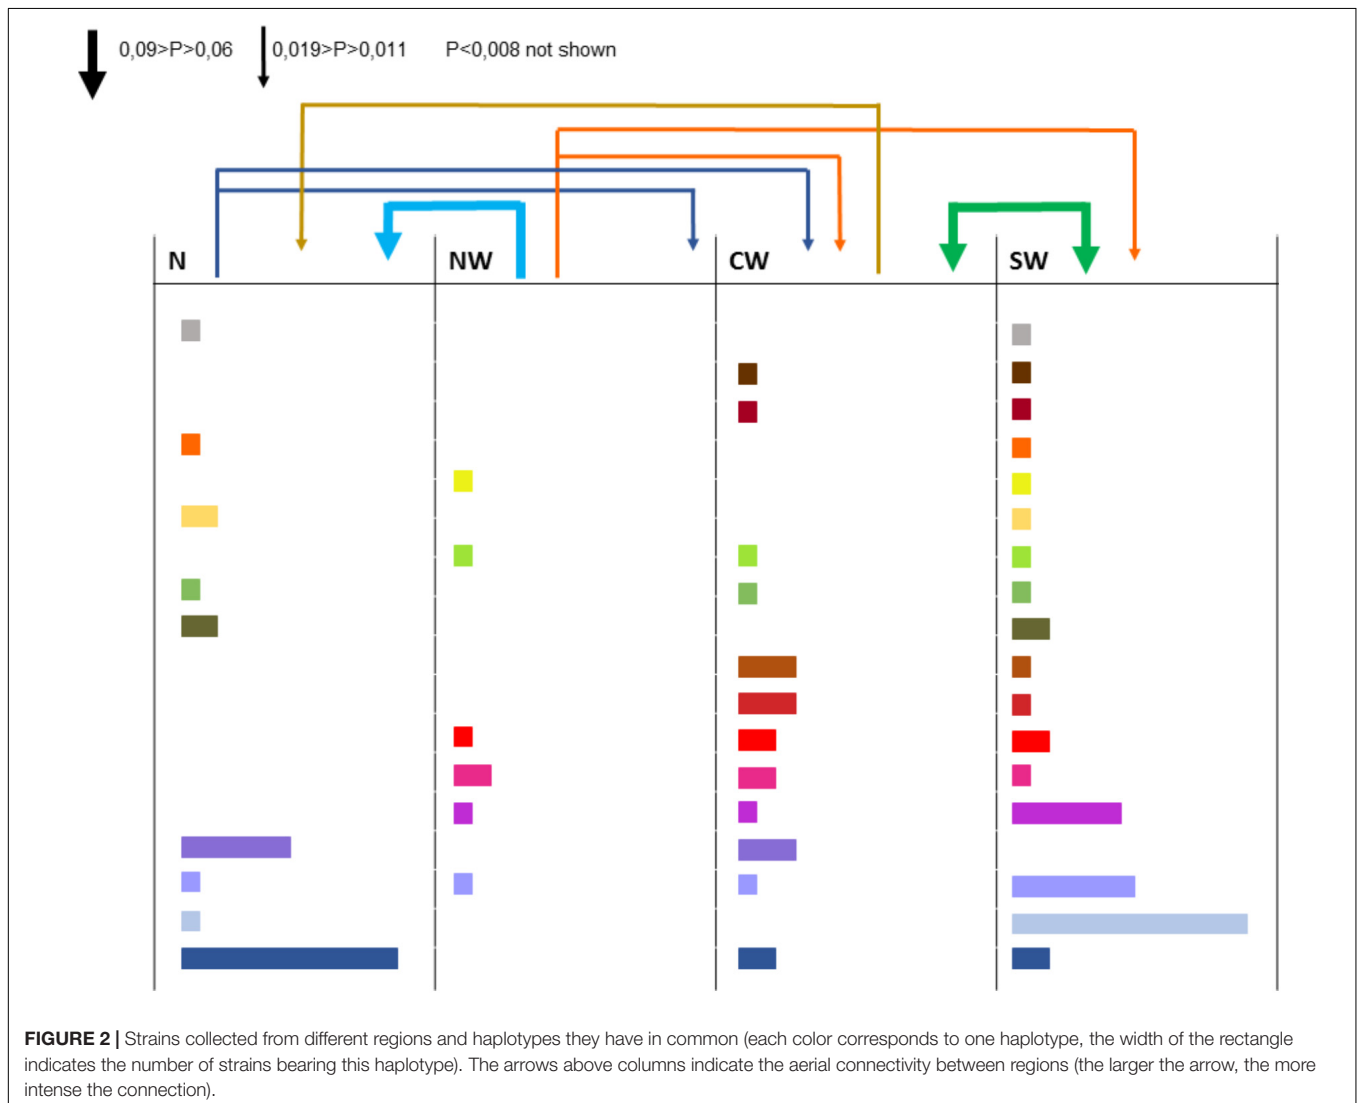 0,09>P>0,06 0,019>P>0,011 P<0,008 not shown
N NW CW SW
FIGURE 2 | Strains collected from different regions and haplotypes they have in common (each color corresponds to one haplotype, the width of the rectangle
indicates the number of strains bearing this haplotype). The arrows above columns indicate the aerial connectivity between regions (the larger the arrow, the more
intense the connection).